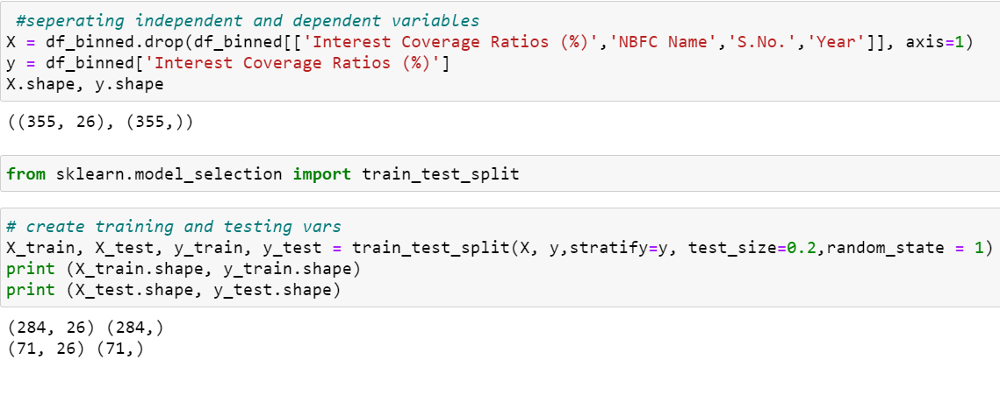 #seperating independent and dependent variables
X = df_binned.drop(df_binned[['Interest Coverage Ratios (%)','NBFC Name','S.No.','Year']], axis=1)
y = df_binned['Interest Coverage Ratios (%)']
X.shape, y.shape
((355, 26), (355,))
from sklearn.model_selection import train_test_split
# create training and testing vars
X_train, X_test, y_train, y_test = train_test_split(X, y,stratify=y, test_size=0.2,random_state = 1)
print (X_train.shape, y_train.shape)
print (X_test.shape, y_test.shape)
(284, 26) (284,)
(71, 26) (71,)